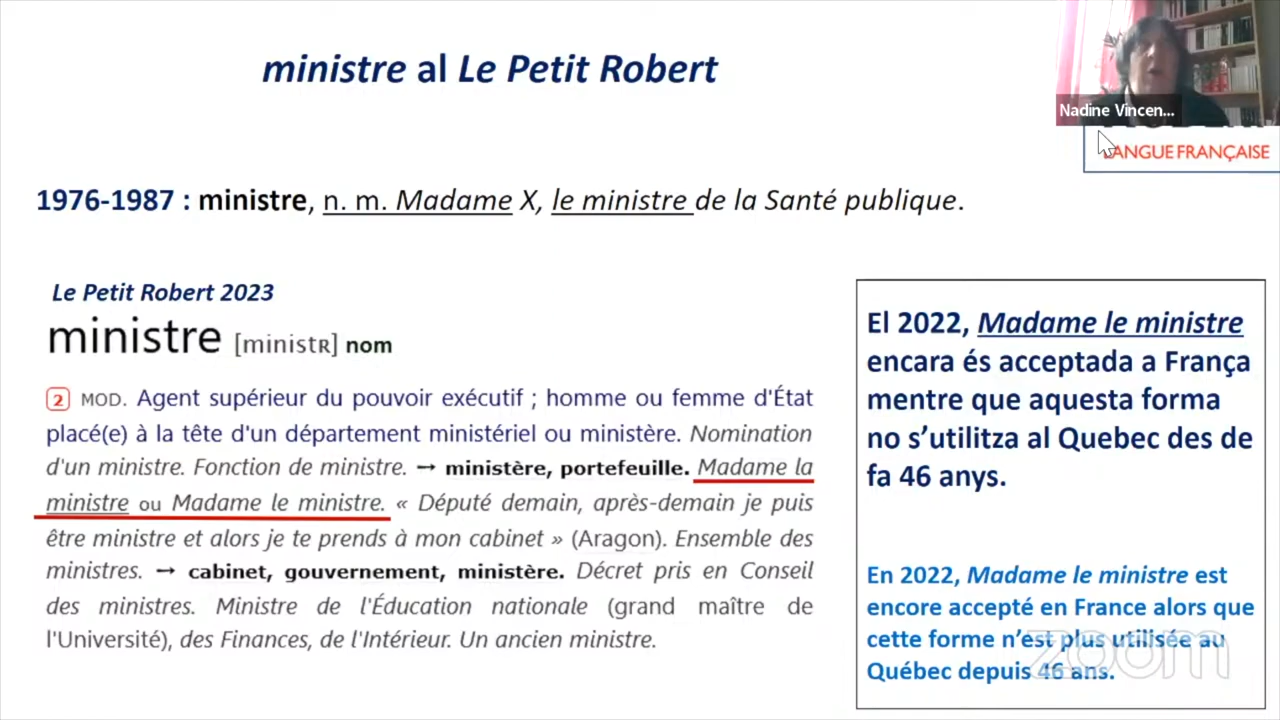 ministre al Le Petit Robert
Nadine Vincen...
LANGUE FRANÇAISE
1976-1987 : ministre, n. m. Madame X, le ministre de la Santé publique.
Le Petit Robert 2023
ministre [ministʀ] nom
2 MOD. Agent supérieur du pouvoir exécutif ; homme ou femme d'État
placé(e) à la tête d'un département ministériel ou ministère. Nomination
d'un ministre. Fonction de ministre. → ministère, portefeuille. Madame la
ministre ou Madame le ministre. « Député demain, après-demain je puis
être ministre et alors je te prends à mon cabinet » (Aragon). Ensemble des
ministres. → cabinet, gouvernement, ministère. Décret pris en Conseil
des ministres. Ministre de l'Éducation nationale (grand maître de
l'Université), des Finances, de l'Intérieur. Un ancien ministre.
El 2022, Madame le ministre
encara és acceptada a França
mentre que aquesta forma
no s'utilitza al Quebec des de
fa 46 anys.
En 2022, Madame le ministre est
encore accepté en France alors que
cette forme n'est plus utilisée au
Québec depuis 46 ans.
zoom